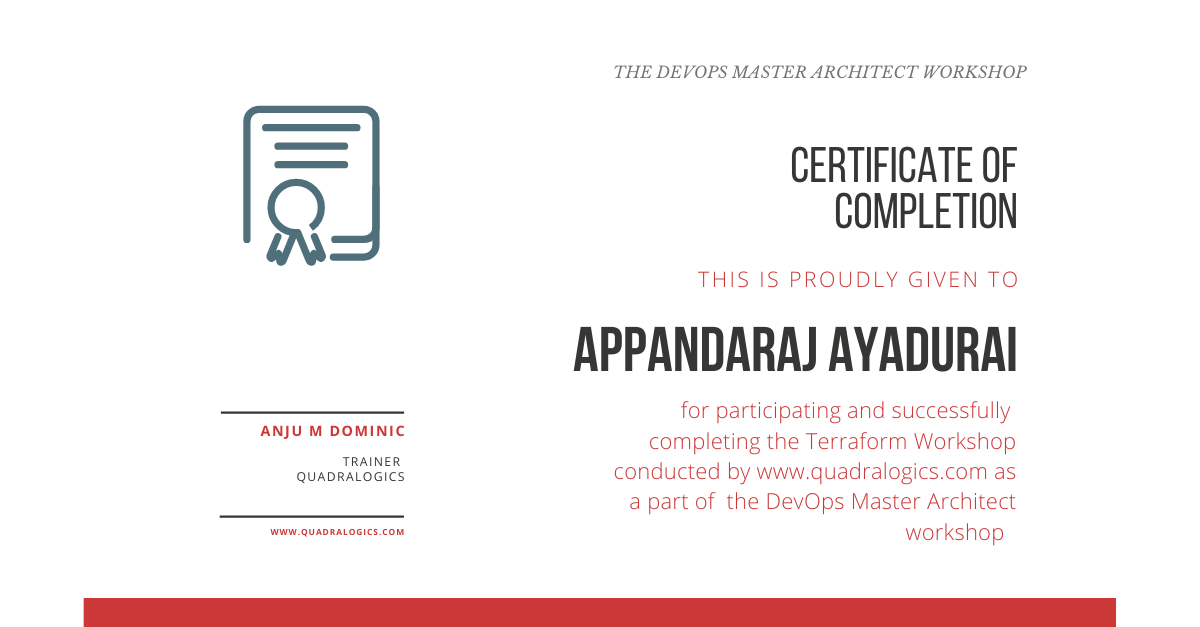 THE DEVOPS MASTER ARCHITECT WORKSHOP
CERTIFICATE OF
COMPLETION
THIS IS PROUDLY GIVEN TO
APPANDARAJ AYADURAI
for participating and successfully
completing the Terraform Workshop
conducted by www.quadralogics.com as
a part of the DevOps Master Architect
workshop
ANJU M DOMINIC
TRAINER
QUADRALOGICS
WWW.QUADRALOGICS.COM